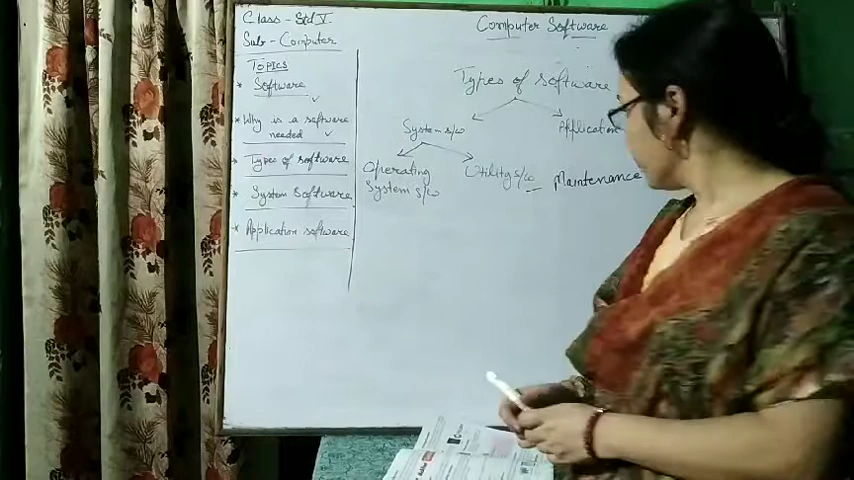 Class - Std V
Sub - Computer
Topics
* Software
* Why is a software
needed
* Types of software
* System Software
* Application software
Computer Software
Types of software
System s/w
Application
Operating
System s/w
Utility s/w - Maintenance